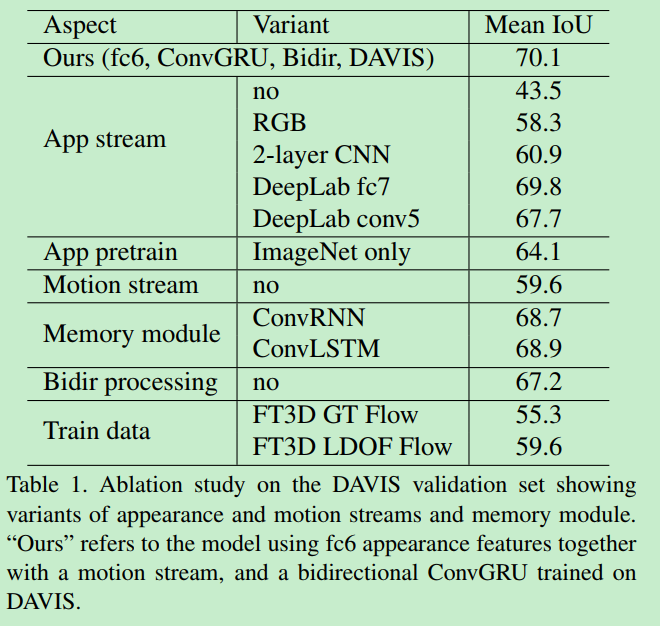 Aspect Variant Mean IoU
Ours (fc6, ConvGRU, Bidir, DAVIS) 70.1
App stream
no 43.5
RGB 58.3
2-layer CNN 60.9
DeepLab fc7 69.8
DeepLab conv5 67.7
App pretrain ImageNet only 64.1
Motion stream no 59.6
Memory module
ConvRNN 68.7
ConvLSTM 68.9
Bidir processing no 67.2
Train data
FT3D GT Flow 55.3
FT3D LDOF Flow 59.6
Table 1. Ablation study on the DAVIS validation set showing
variants of appearance and motion streams and memory module.
“Ours” refers to the model using fc6 appearance features together
with a motion stream, and a bidirectional ConvGRU trained on
DAVIS.